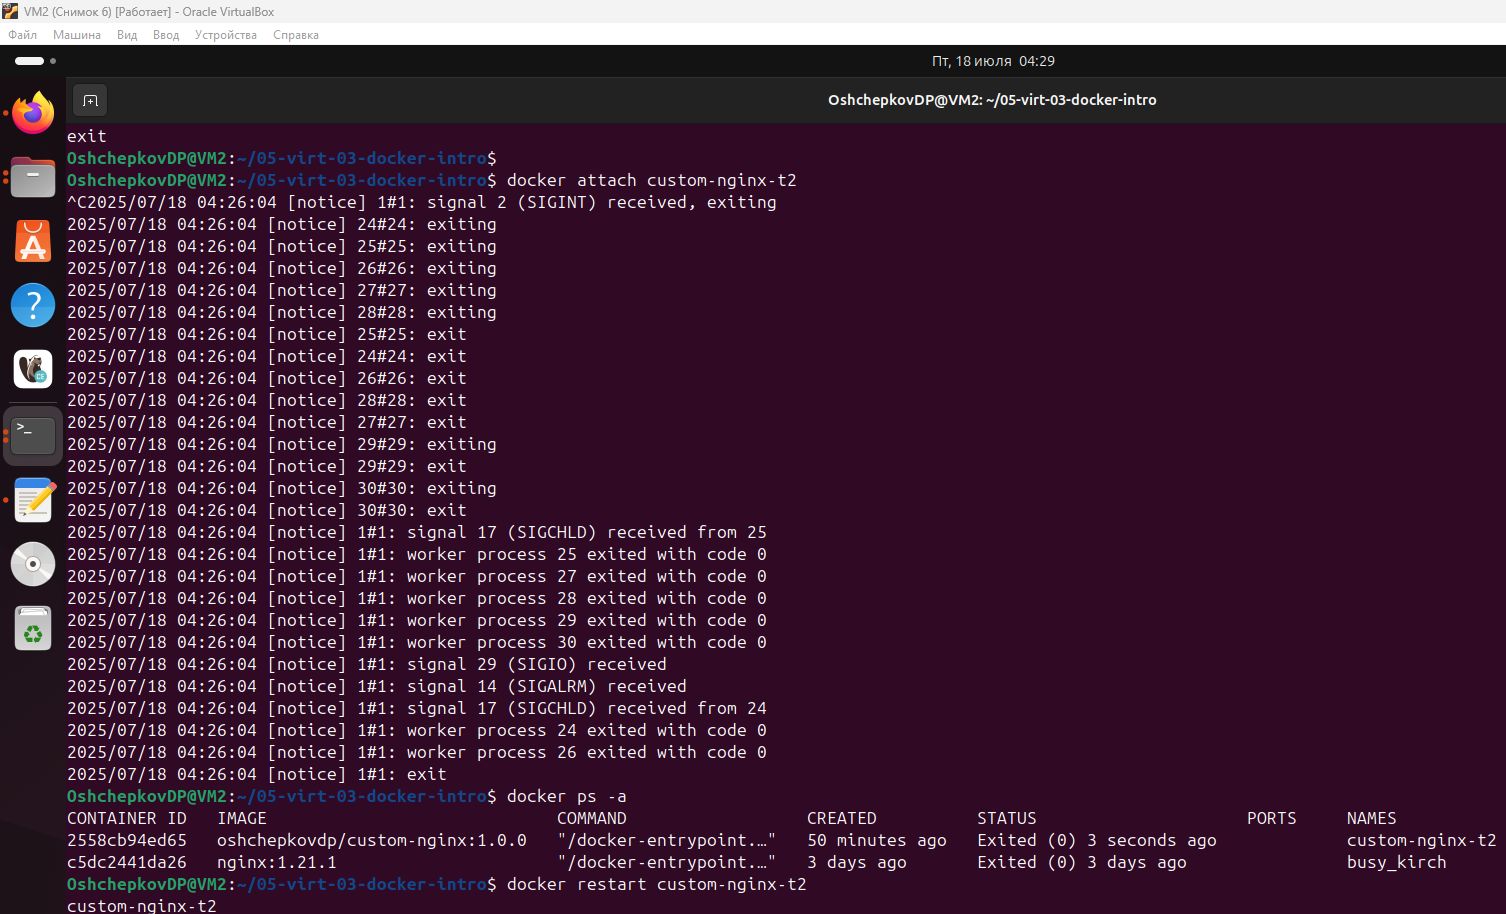 VM2 (Снимок 6) [Работает] - Oracle VirtualBox
Файл Машина Вид Ввод Устройства Справка
Пт, 18 июля 04:29
OshchepkovDP@VM2: ~/05-virt-03-docker-intro
exit
OshchepkovDP@VM2:~/05-virt-03-docker-intro$
OshchepkovDP@VM2:~/05-virt-03-docker-intro$ docker attach custom-nginx-t2
^C2025/07/18 04:26:04 [notice] 1#1: signal 2 (SIGINT) received, exiting
2025/07/18 04:26:04 [notice] 24#24: exiting
2025/07/18 04:26:04 [notice] 25#25: exiting
2025/07/18 04:26:04 [notice] 26#26: exiting
2025/07/18 04:26:04 [notice] 27#27: exiting
2025/07/18 04:26:04 [notice] 28#28: exiting
2025/07/18 04:26:04 [notice] 25#25: exit
2025/07/18 04:26:04 [notice] 24#24: exit
2025/07/18 04:26:04 [notice] 26#26: exit
2025/07/18 04:26:04 [notice] 28#28: exit
2025/07/18 04:26:04 [notice] 27#27: exit
2025/07/18 04:26:04 [notice] 29#29: exiting
2025/07/18 04:26:04 [notice] 29#29: exit
2025/07/18 04:26:04 [notice] 30#30: exiting
2025/07/18 04:26:04 [notice] 30#30: exit
2025/07/18 04:26:04 [notice] 1#1: signal 17 (SIGCHLD) received from 25
2025/07/18 04:26:04 [notice] 1#1: worker process 25 exited with code 0
2025/07/18 04:26:04 [notice] 1#1: worker process 27 exited with code 0
2025/07/18 04:26:04 [notice] 1#1: worker process 28 exited with code 0
2025/07/18 04:26:04 [notice] 1#1: worker process 29 exited with code 0
2025/07/18 04:26:04 [notice] 1#1: worker process 30 exited with code 0
2025/07/18 04:26:04 [notice] 1#1: signal 29 (SIGIO) received
2025/07/18 04:26:04 [notice] 1#1: signal 14 (SIGALRM) received
2025/07/18 04:26:04 [notice] 1#1: signal 17 (SIGCHLD) received from 24
2025/07/18 04:26:04 [notice] 1#1: worker process 24 exited with code 0
2025/07/18 04:26:04 [notice] 1#1: worker process 26 exited with code 0
2025/07/18 04:26:04 [notice] 1#1: exit
OshchepkovDP@VM2:~/05-virt-03-docker-intro$ docker ps -a
CONTAINER ID IMAGE COMMAND CREATED STATUS PORTS NAMES
2558cb94ed65 oshchepkovdp/custom-nginx:1.0.0 "/docker-entrypoint.…" 50 minutes ago Exited (0) 3 seconds ago custom-nginx-t2
c5dc2441da26 nginx:1.21.1 "/docker-entrypoint.…" 3 days ago Exited (0) 3 days ago busy_kirch
OshchepkovDP@VM2:~/05-virt-03-docker-intro$ docker restart custom-nginx-t2
custom-nginx-t2